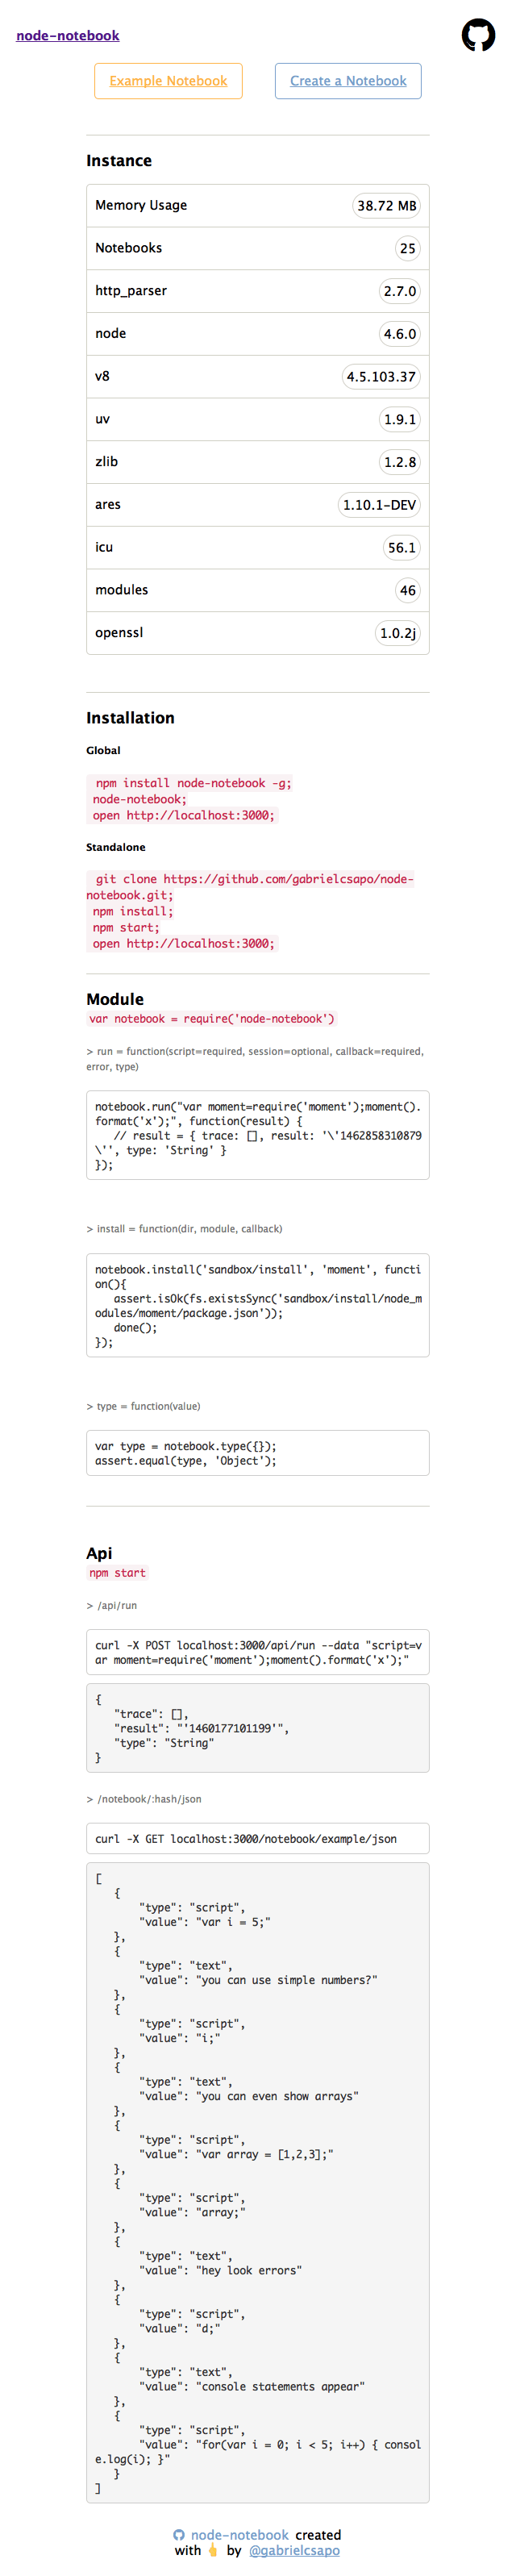 node-notebook
Example Notebook
Create a Notebook
Instance
Memory Usage 38.72 MB
Notebooks 25
http_parser 2.7.0
node 4.6.0
v8 4.5.103.37
uv 1.9.1
zlib 1.2.8
ares 1.10.1-DEV
icu 56.1
modules 46
openssl 1.0.2j
Installation
Global
npm install node-notebook -g;
node-notebook;
open http://localhost:3000;
Standalone
git clone https://github.com/gabrielcsapo/node-
notebook.git;
npm install;
npm start;
open http://localhost:3000;
Module
var notebook = require('node-notebook')
> run = function(script=required, session=optional, callback=required,
error, type)
notebook.run("var moment=require('moment');moment().
format('x');", function(result) {
   // result = { trace: [], result: '\'1462858310879
\'', type: 'String' }
});
> install = function(dir, module, callback)
notebook.install('sandbox/install', 'moment', functi
on(){
   assert.isOk(fs.existsSync('sandbox/install/node_m
odules/moment/package.json'));
   done();
});
> type = function(value)
var type = notebook.type({});
assert.equal(type, 'Object');
Api
npm start
> /api/run
curl -X POST localhost:3000/api/run --data "script=v
ar moment=require('moment');moment().format('x');"
{
   "trace": [],
   "result": "'1460177101199'",
   "type": "String"
}
> /notebook/:hash/json
curl -X GET localhost:3000/notebook/example/json
[
   {
       "type": "script",
       "value": "var i = 5;"
   },
   {
       "type": "text",
       "value": "you can use simple numbers?"
   },
   {
       "type": "script",
       "value": "i;"
   },
   {
       "type": "text",
       "value": "you can even show arrays"
   },
   {
       "type": "script",
       "value": "var array = [1,2,3];"
   },
   {
       "type": "script",
       "value": "array;"
   },
   {
       "type": "text",
       "value": "hey look errors"
   },
   {
       "type": "script",
       "value": "d;"
   },
   {
       "type": "text",
       "value": "console statements appear"
   },
   {
       "type": "script",
       "value": "for(var i = 0; i < 5; i++) { consol
e.log(i); }"
   }
]
node-notebook created
with 👆 by @gabrielcsapo